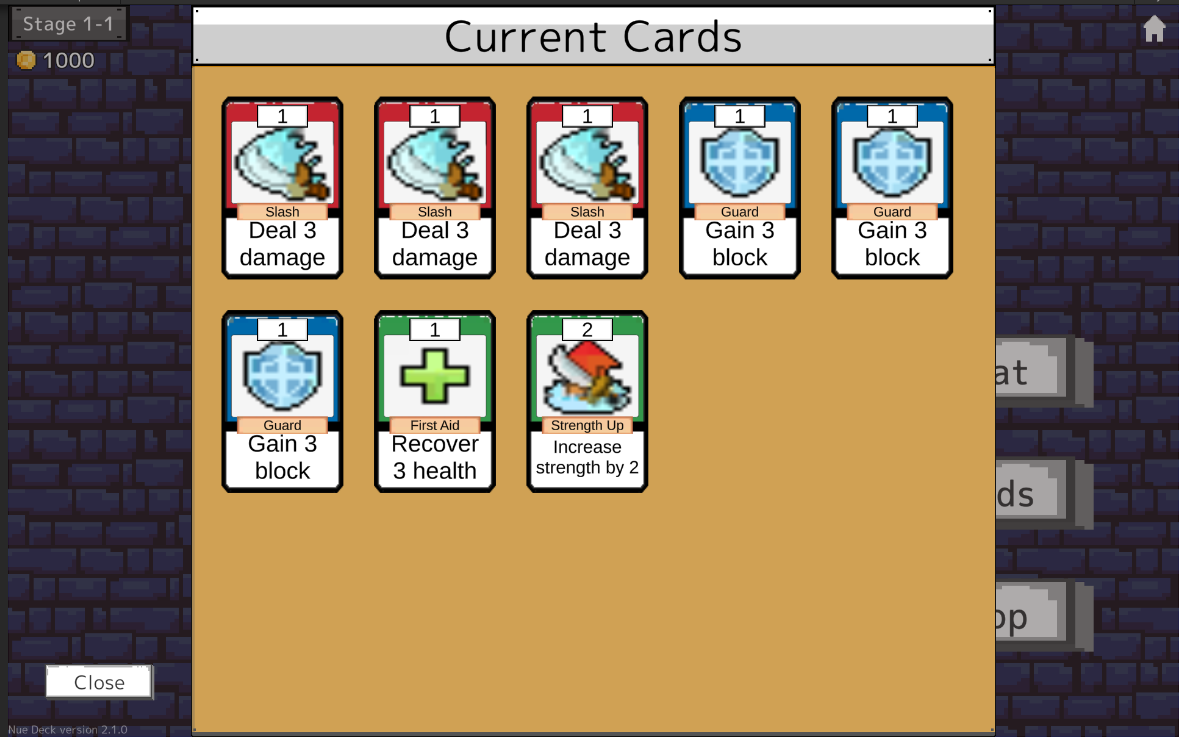 Stage 1-1
1000
Current Cards
1
1
1
1
1
Slash
Slash
Slash
Guard
Guard
Deal 3
damage
Deal 3
damage
Deal 3
damage
Gain 3
block
Gain 3
block
1
1
2
Guard
First Aid
Strength Up
Gain 3
block
Recover
3 health
Increase
strength by 2
at
ds
op
Close
Nue Deck version 2.1.0